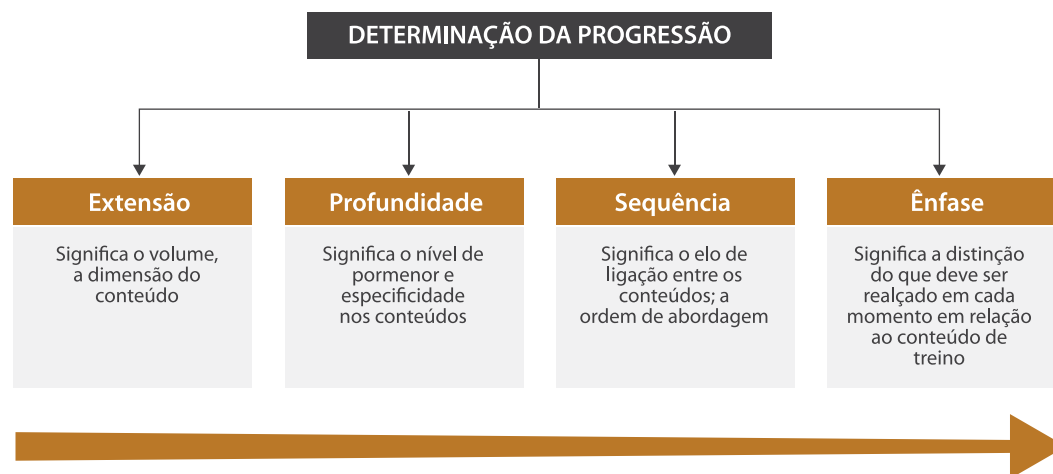 DETERMINAÇÃO DA PROGRESSÃO
Extensão
Significa o volume,
a dimensão do
conteúdo
Profundidade
Significa o nível de
pormenor e
especificidade
nos conteúdos
Sequência
Significa o elo de
ligação entre os
conteúdos; a
ordem de abordagem
Ênfase
Significa a distinção
do que deve ser
realçado em cada
momento em relação
ao conteúdo de
treino